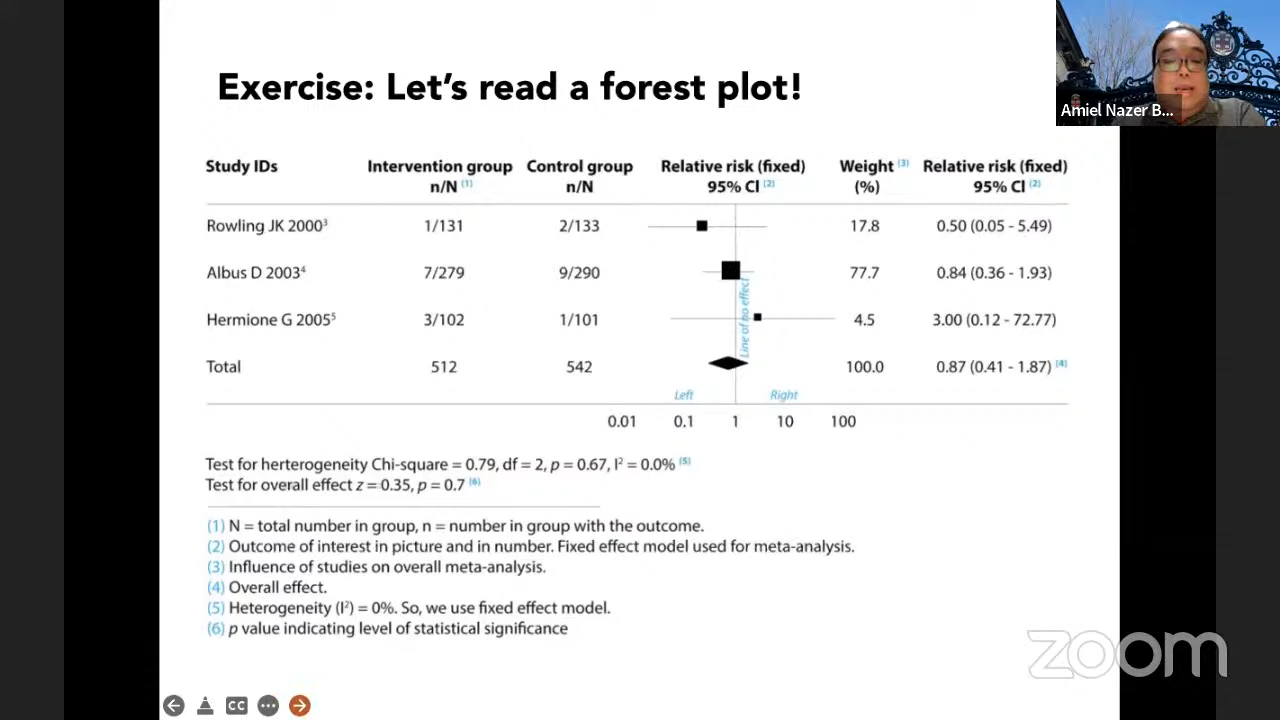 Exercise: Let's read a forest plot!
Amiel Nazer B...
Study IDs Intervention group n/N (1) Control group n/N Relative risk (fixed) 95% CI (2) Weight (3) (%) Relative risk (fixed) 95% CI (2)
Rowling JK 2000³ 1/131 2/133 17.8 0.50 (0.05 - 5.49)
Albus D 2003⁴ 7/279 9/290 77.7 0.84 (0.36 - 1.93)
Hermione G 2005⁵ 3/102 1/101 4.5 3.00 (0.12 - 72.77)
Line of no effect
Total 512 542 100.0 0.87 (0.41 - 1.87) (4)
Left Right
0.01 0.1 1 10 100
Test for herterogeneity Chi-square = 0.79, df = 2, p = 0.67, I² = 0.0% (5)
Test for overall effect z = 0.35, p = 0.7 (6)
(1) N = total number in group, n = number in group with the outcome.
(2) Outcome of interest in picture and in number. Fixed effect model used for meta-analysis.
(3) Influence of studies on overall meta-analysis.
(4) Overall effect.
(5) Heterogeneity (I²) = 0%. So, we use fixed effect model.
(6) p value indicating level of statistical significance
zoom
CC